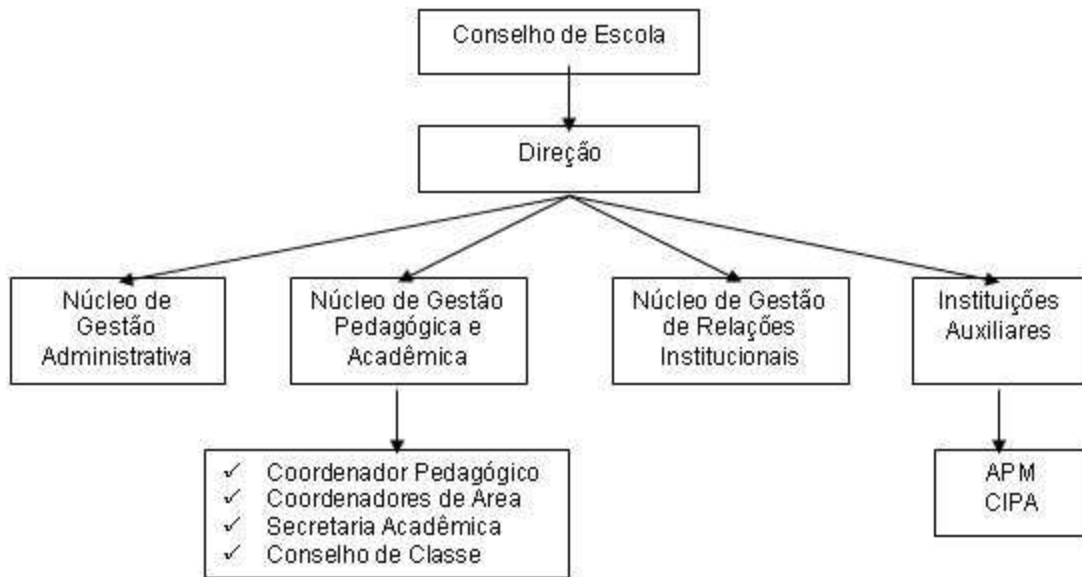 Conselho de Escola
Direção
Núcleo de
Gestão
Administrativa
Núcleo de Gestão
Pedagógica e
Acadêmica
Núcleo de Gestão
de Relações
Institucionais
Instituições
Auxiliares
✓ Coordenador Pedagógico
✓ Coordenadores de Area
✓ Secretaria Acadêmica
✓ Conselho de Classe
APM
CIPA